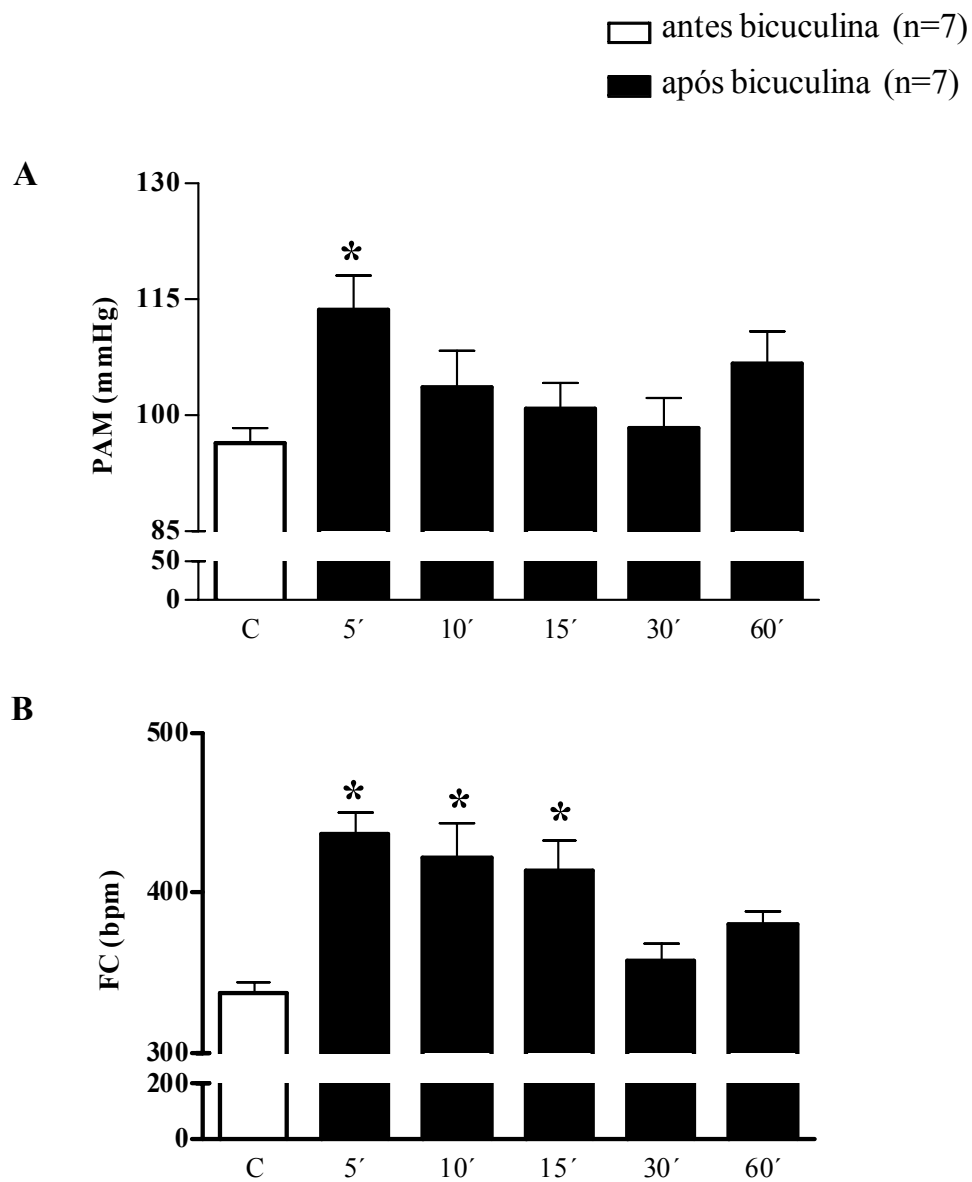 antes bicuculina (n=7)
após bicuculina (n=7)
A
PAM (mmHg)
130
115
100
85
50
0
*
C 5´ 10´ 15´ 30´ 60´
B
FC (bpm)
500
400
300
200
0
* * *
C 5´ 10´ 15´ 30´ 60´